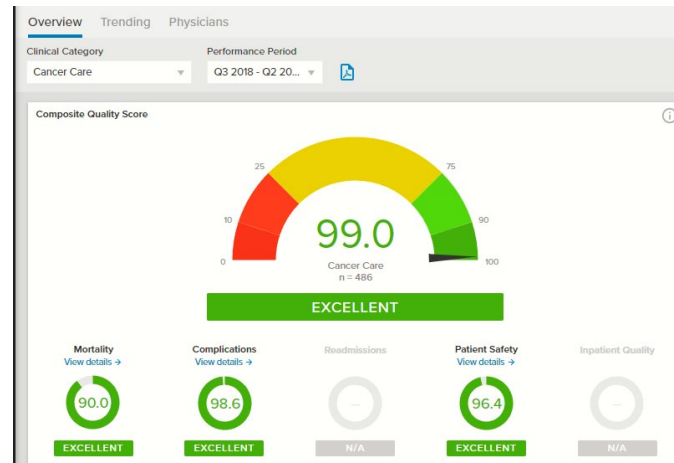 Overview Trending Physicians
Clinical Category Performance Period
Cancer Care Q3 2018 - Q2 20...
Composite Quality Score
25 75
10 90
0 100
99.0
Cancer Care
n = 486
EXCELLENT
Mortality Complications Readmissions Patient Safety Inpatient Quality
View details → View details → View details →
90.0 98.6 -- 96.4 --
EXCELLENT EXCELLENT N/A EXCELLENT N/A